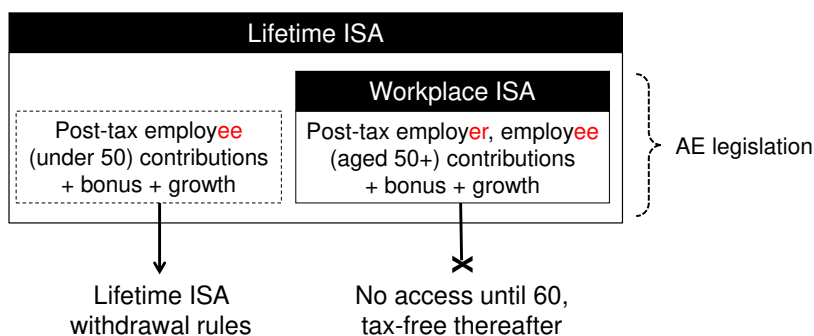 Lifetime ISA
Workplace ISA
Post-tax employee
(under 50) contributions
+ bonus + growth
Post-tax employer, employee
(aged 50+) contributions
+ bonus + growth
AE legislation
Lifetime ISA
withdrawal rules
No access until 60,
tax-free thereafter